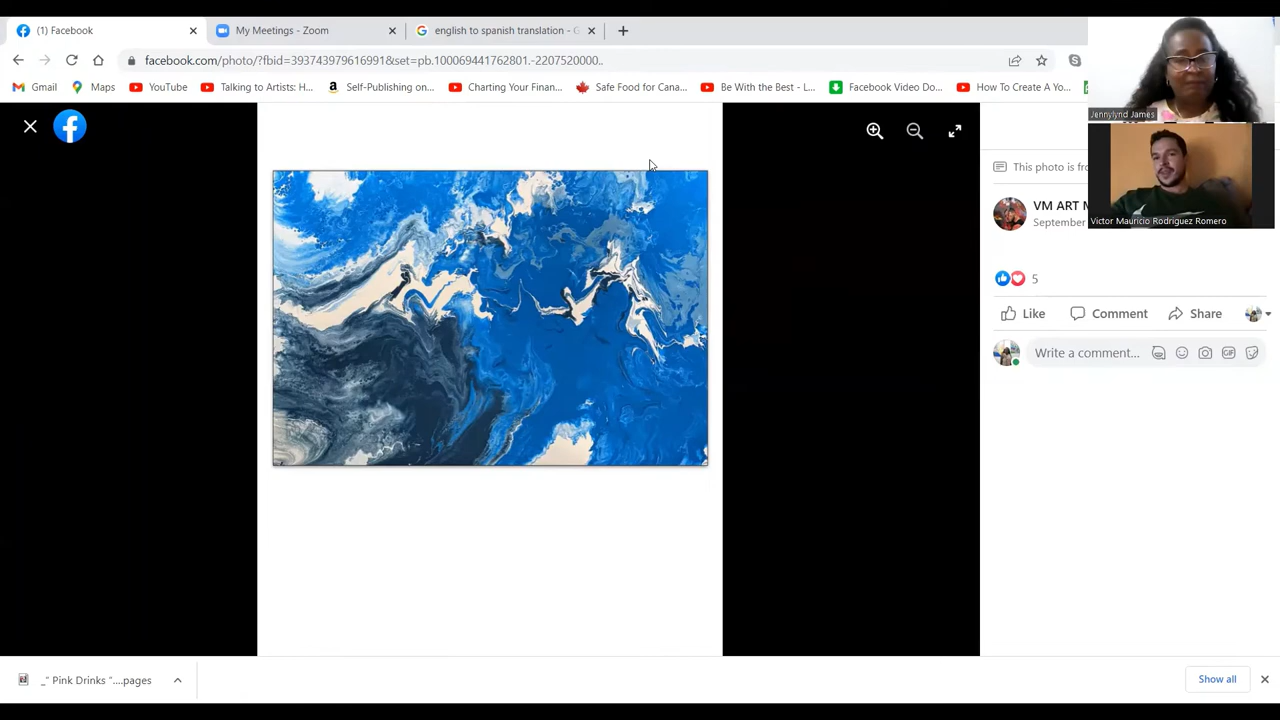 (1) Facebook
My Meetings - Zoom
english to spanish translation - G
facebook.com/photo/?fbid=393743979616991&set=pb.100069441762301.-2207520000..
Gmail
Maps
YouTube
Talking to Artists: H...
Self-Publishing on...
Charting Your Finan...
Safe Food for Cana...
Be With the Best - L...
Facebook Video Do...
How To Create A Yo...
Jennylynd James
Victor Mauricio Rodriguez Romero
This photo is fr
VM ART
September
5
Like
Comment
Share
Write a comment...
GIF
_“ Pink Drinks “....pages
Show all